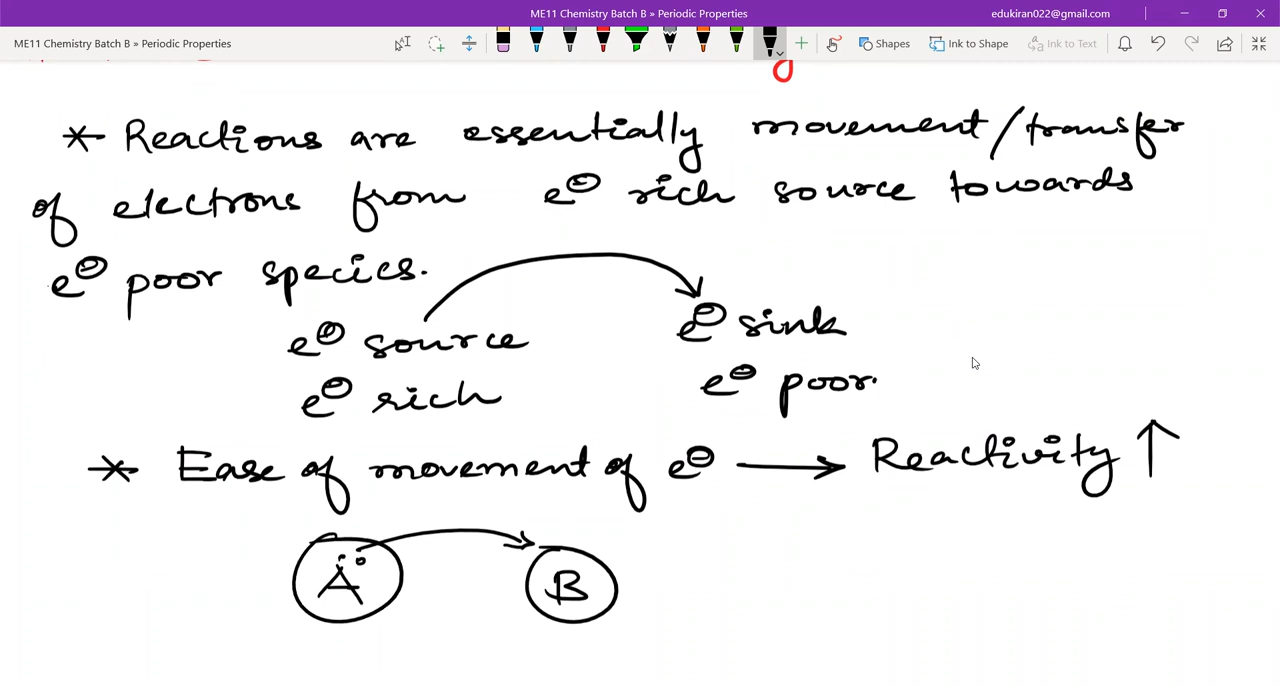 ME11 Chemistry Batch B » Periodic Properties
edukiran022@gmail.com
ME11 Chemistry Batch B » Periodic Properties
Shapes
Ink to Shape
Ink to Text
* Reactions are essentially movement/transfer
of electrons from e⊖ rich source towards
e⊖ poor species.
e⊖ source → e⊖ sink
e⊖ rich e⊖ poor.
* Ease of movement of e⊖ → Reactivity ↑
A → B